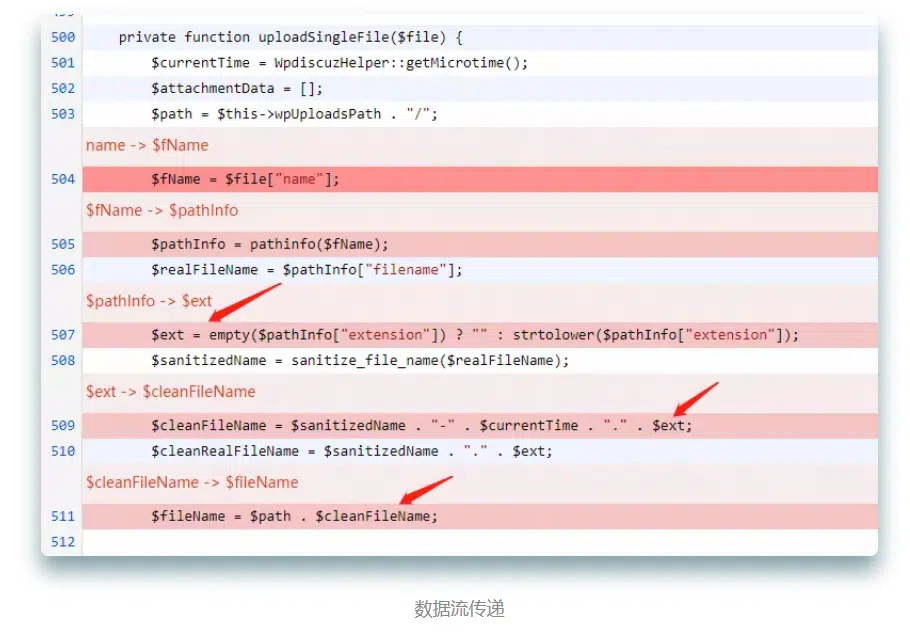 500 private function uploadSingleFile($file) {
501 $currentTime = WpdiscuzHelper::getMicrotime();
502 $attachmentData = [];
503 $path = $this->wpUploadsPath . "/";
name -> $fName
504 $fName = $file["name"];
$fName -> $pathInfo
505 $pathInfo = pathinfo($fName);
506 $realFileName = $pathInfo["filename"];
$pathInfo -> $ext
507 $ext = empty($pathInfo["extension"]) ? "" : strtolower($pathInfo["extension"]);
508 $sanitizedName = sanitize_file_name($realFileName);
$ext -> $cleanFileName
509 $cleanFileName = $sanitizedName . "-" . $currentTime . "." . $ext;
510 $cleanRealFileName = $sanitizedName . "." . $ext;
$cleanFileName -> $fileName
511 $fileName = $path . $cleanFileName;
512
数据流传递